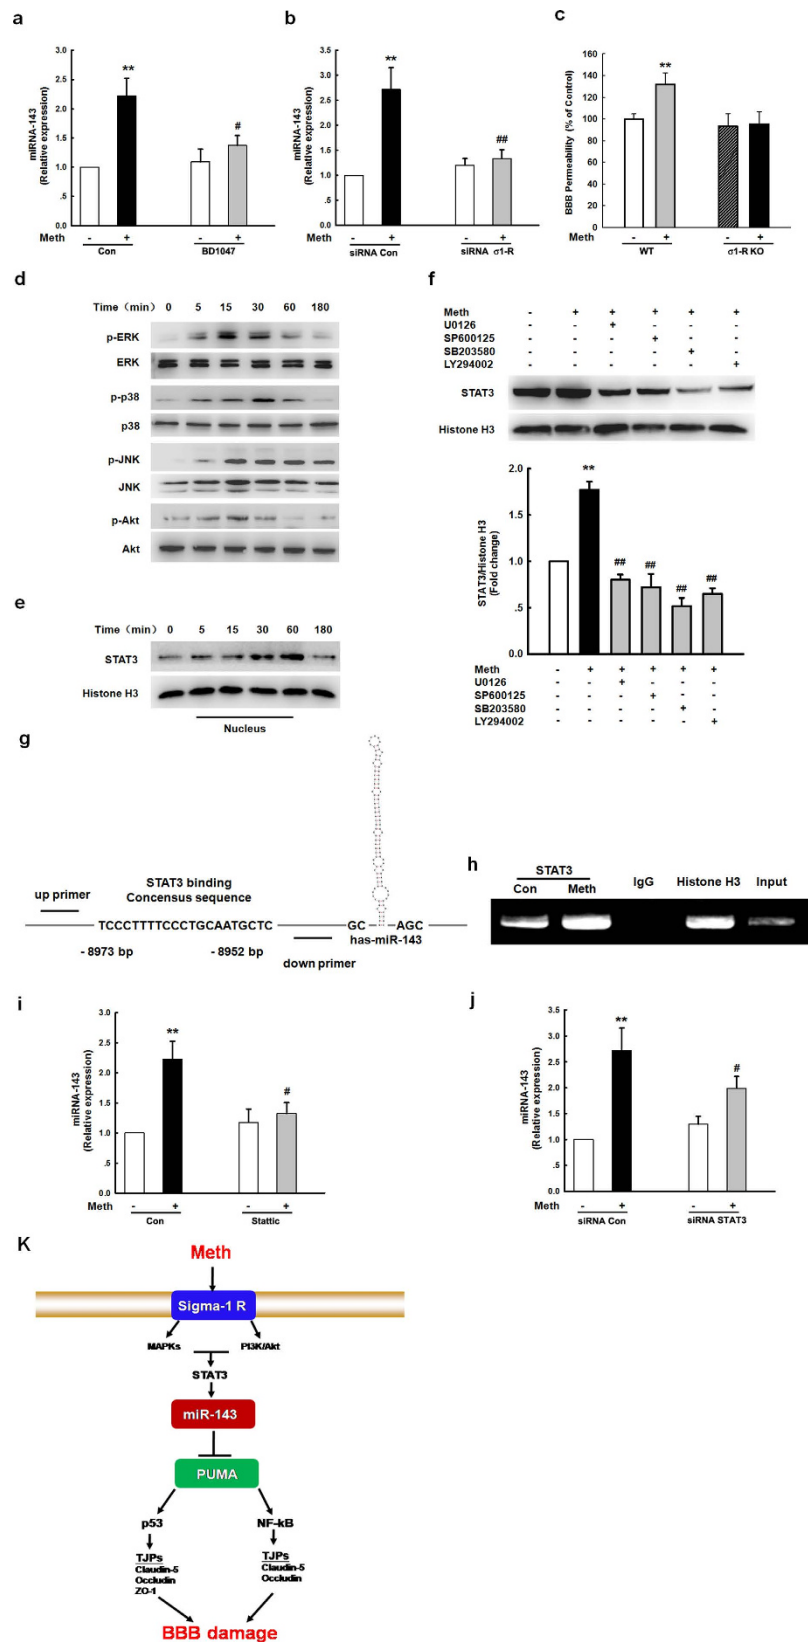 a
miRNA-143
(Relative expression)
3.0
2.5
2.0
1.5
1.0
.5
0.0
**
#
Meth
- + - +
Con BD1047
b
miRNA-143
(Relative expression)
3.5
3.0
2.5
2.0
1.5
1.0
.5
0.0
**
##
Meth
- + - +
siRNA Con siRNA σ1-R
c
BBB Permeability (% of Control)
160
140
120
100
80
60
40
20
0
**
Meth
- + - +
WT σ1-R KO
d
Time（min） 0 5 15 30 60 180
p-ERK
ERK
p-p38
p38
p-JNK
JNK
p-Akt
Akt
e
Time（min） 0 5 15 30 60 180
STAT3
Histone H3
Nucleus
f
Meth - + + + + +
U0126 - - + - - -
SP600125 - - - + - -
SB203580 - - - - + -
LY294002 - - - - - +
STAT3
Histone H3
STAT3/Histone H3
(Fold change)
2.0
1.5
1.0
.5
0.0
**
## ## ## ##
Meth - + + + + +
U0126 - - + - - -
SP600125 - - - + - -
SB203580 - - - - + -
LY294002 - - - - - +
g
up primer
STAT3 binding
Concensus sequence
TCCCTTTTCCCTGCAATGCTC
GC AGC
- 8973 bp - 8952 bp
has-miR-143
down primer
h
STAT3
Con Meth IgG Histone H3 Input
i
miRNA-143
(Relative expression)
3.0
2.5
2.0
1.5
1.0
.5
0.0
**
#
Meth
- + - +
Con Stattic
j
miRNA-143
(Relative expression)
3.5
3.0
2.5
2.0
1.5
1.0
.5
0.0
**
#
Meth
- + - +
siRNA Con siRNA STAT3
K
Meth
Sigma-1 R
MAPKs PI3K/Akt
STAT3
miR-143
PUMA
p53 NF-kB
TJPs
Claudin-5
Occludin
ZO-1
TJPs
Claudin-5
Occludin
BBB damage